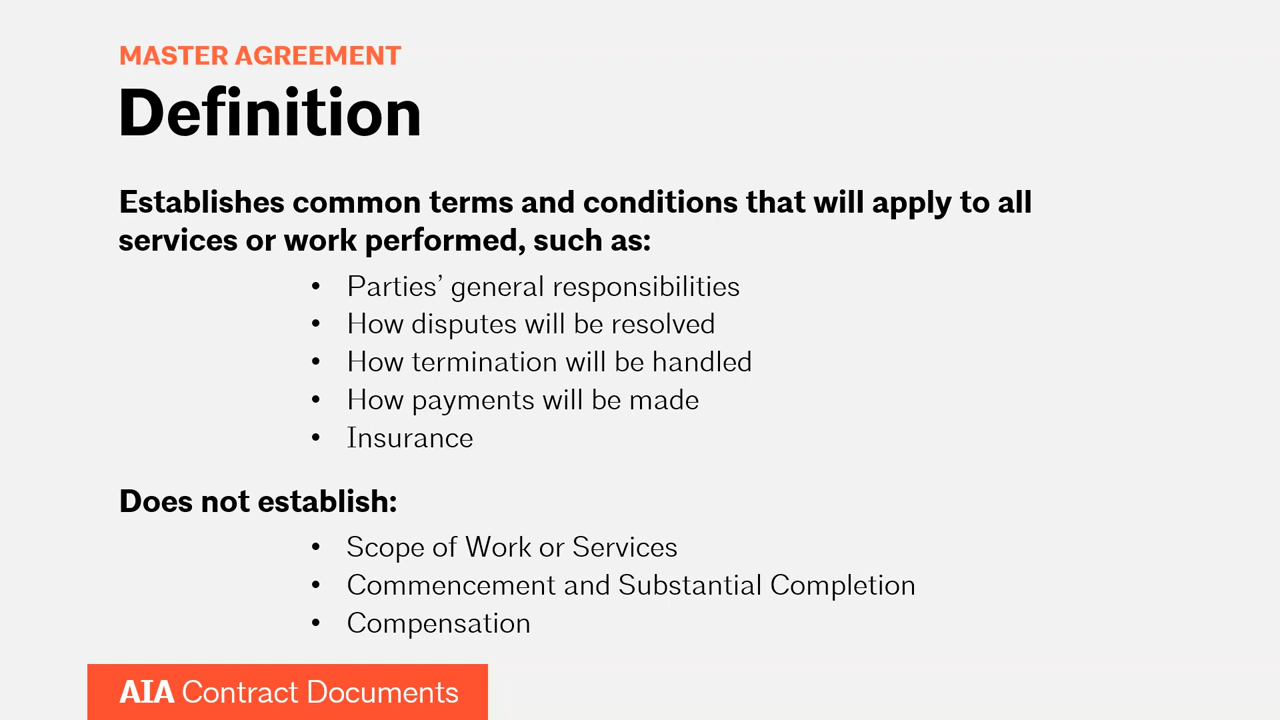 MASTER AGREEMENT
Definition
Establishes common terms and conditions that will apply to all
services or work performed, such as:
• Parties’ general responsibilities
• How disputes will be resolved
• How termination will be handled
• How payments will be made
• Insurance
Does not establish:
• Scope of Work or Services
• Commencement and Substantial Completion
• Compensation
AIA Contract Documents